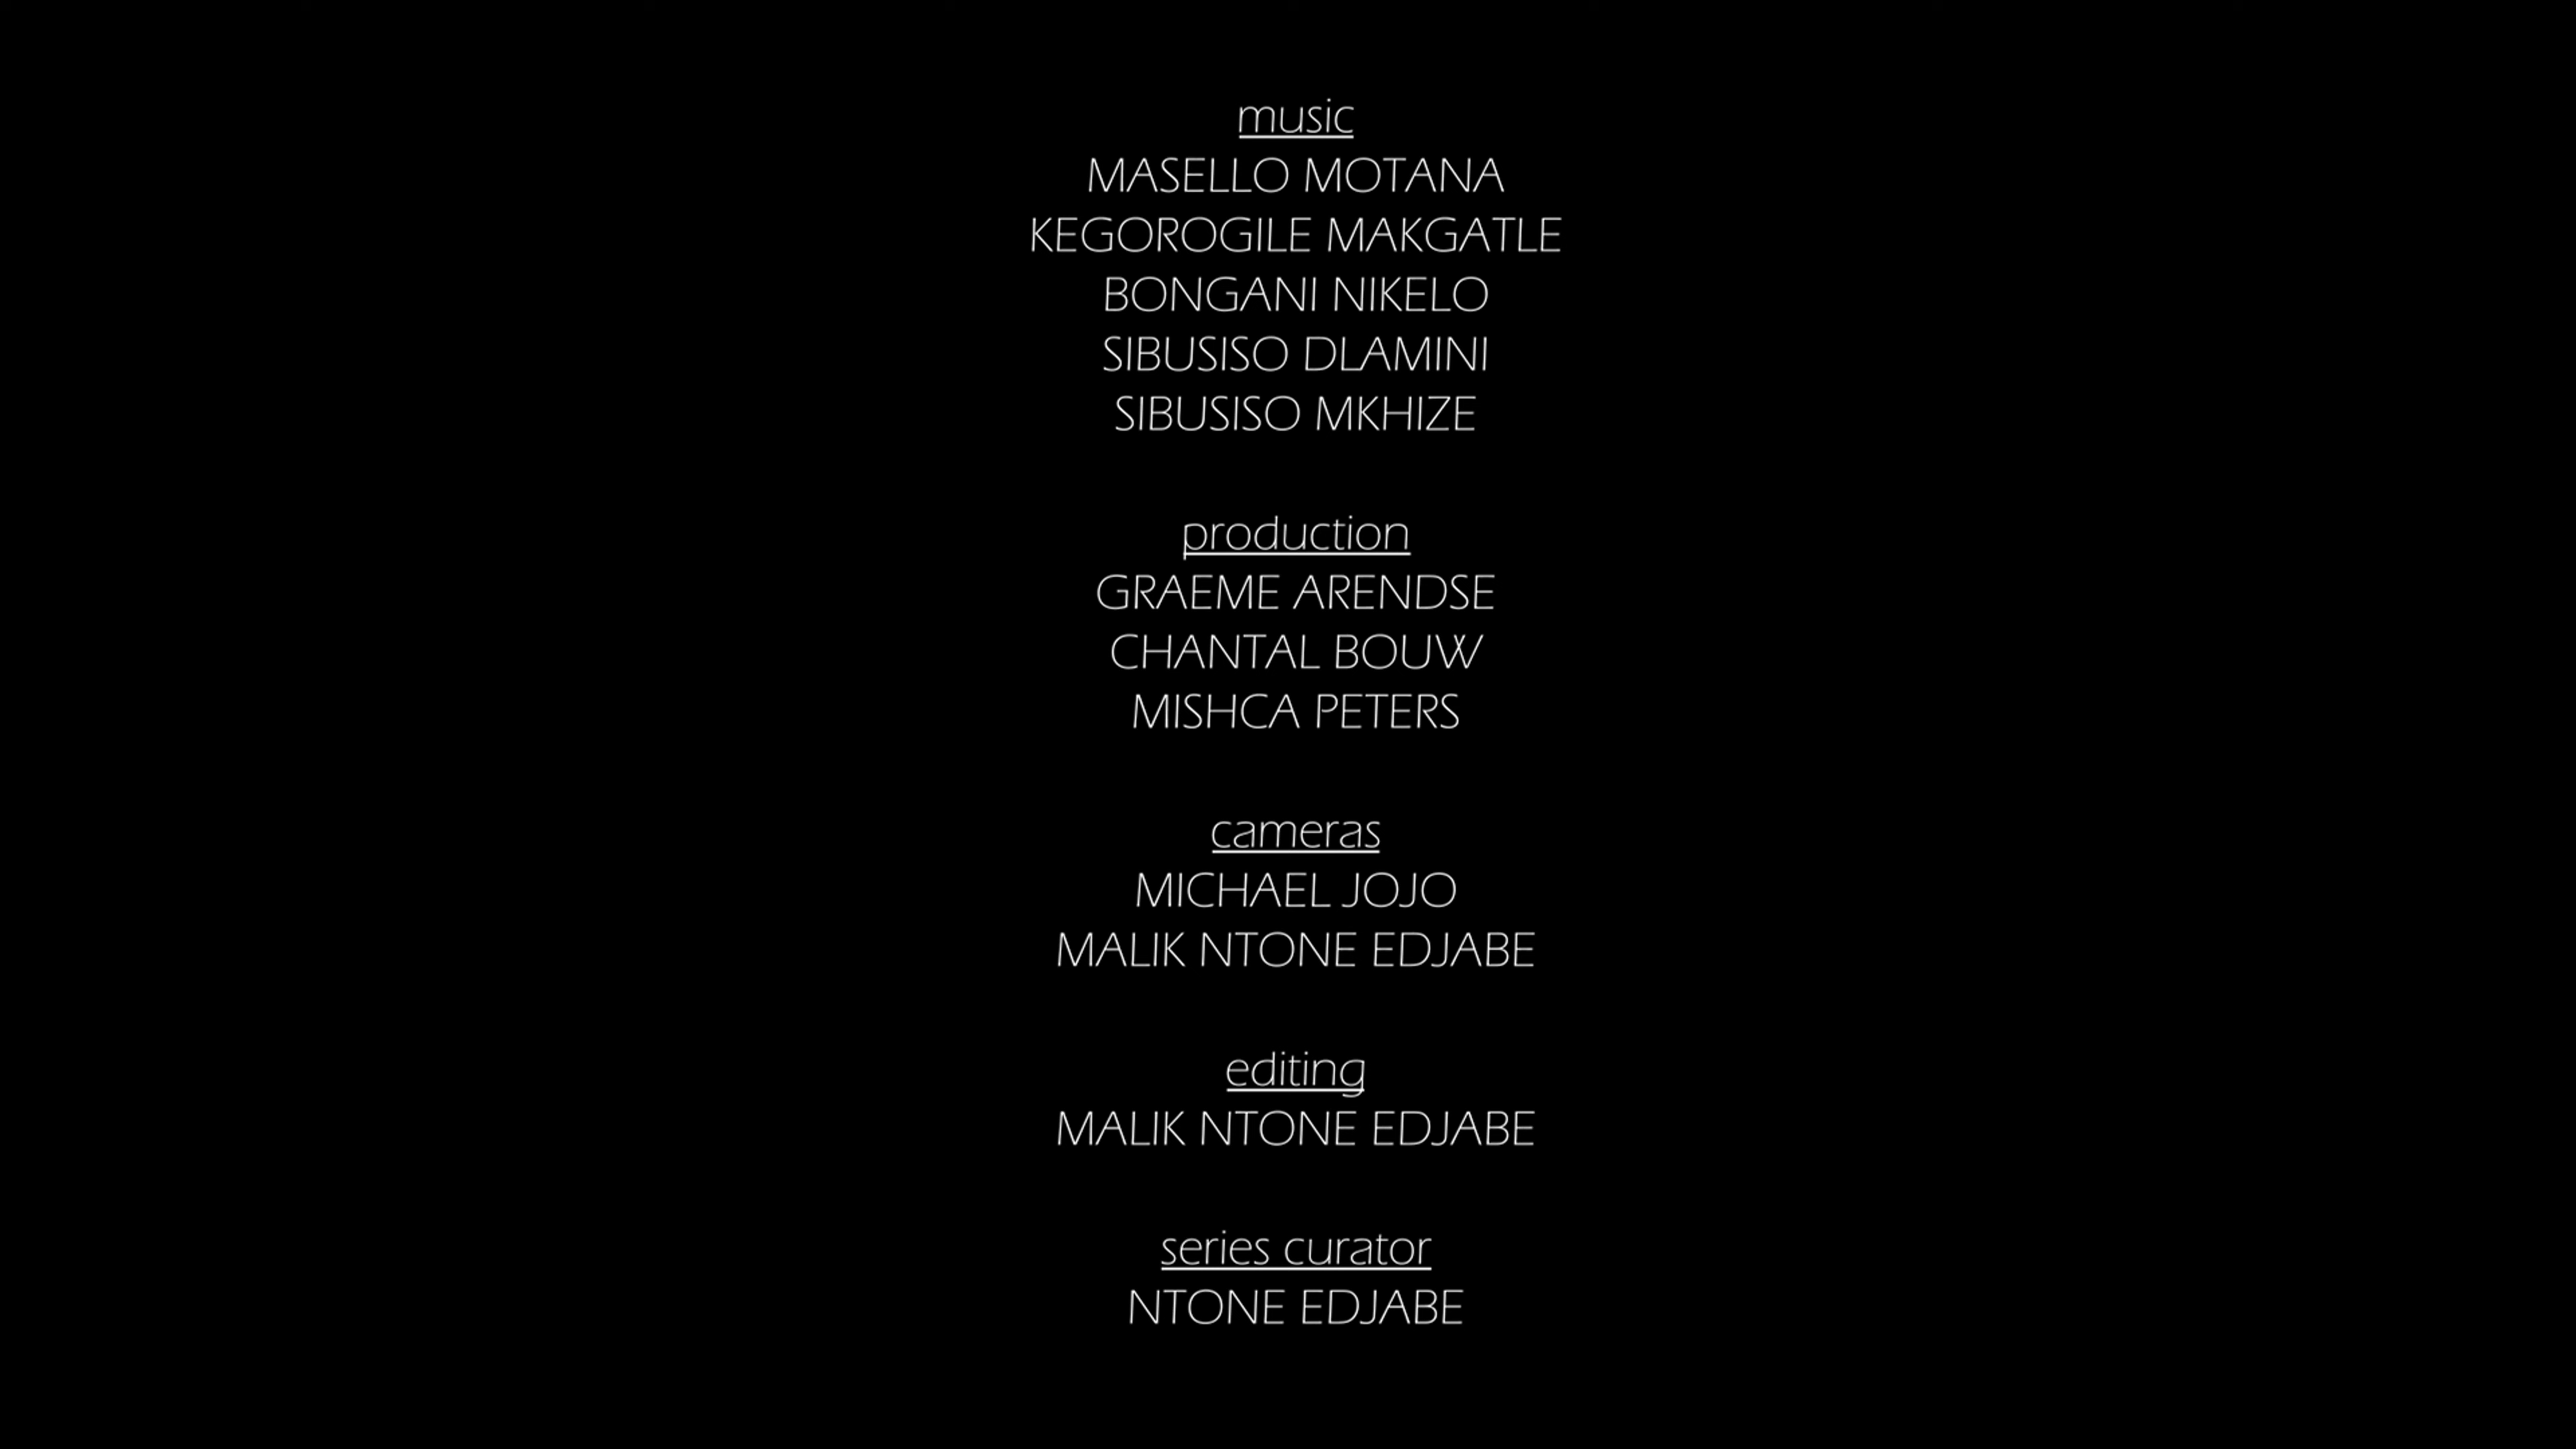 music
MASELLO MOTANA
KEGOROGILE MAKGATLE
BONGANI NIKELO
SIBUSISO DLAMINI
SIBUSISO MKHIZE
production
GRAEME ARENDSE
CHANTAL BOUW
MISHCA PETERS
cameras
MICHAEL JOJO
MALIK NTONE EDJABE
editing
MALIK NTONE EDJABE
series curator
NTONE EDJABE